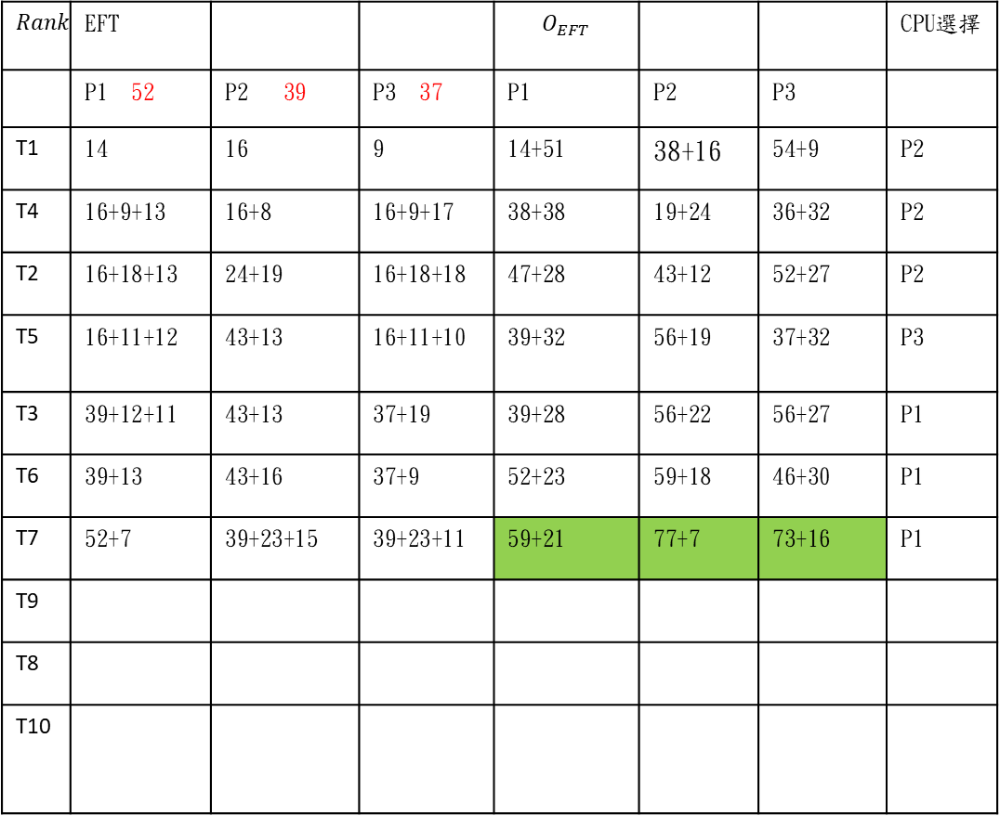 Rank EFT O_EFT CPU選擇
P1 52 P2 39 P3 37 P1 P2 P3
T1 14 16 9 14+51 38+16 54+9 P2
T4 16+9+13 16+8 16+9+17 38+38 19+24 36+32 P2
T2 16+18+13 24+19 16+18+18 47+28 43+12 52+27 P2
T5 16+11+12 43+13 16+11+10 39+32 56+19 37+32 P3
T3 39+12+11 43+13 37+19 39+28 56+22 56+27 P1
T6 39+13 43+16 37+9 52+23 59+18 46+30 P1
T7 52+7 39+23+15 39+23+11 59+21 77+7 73+16 P1
T9
T8
T10